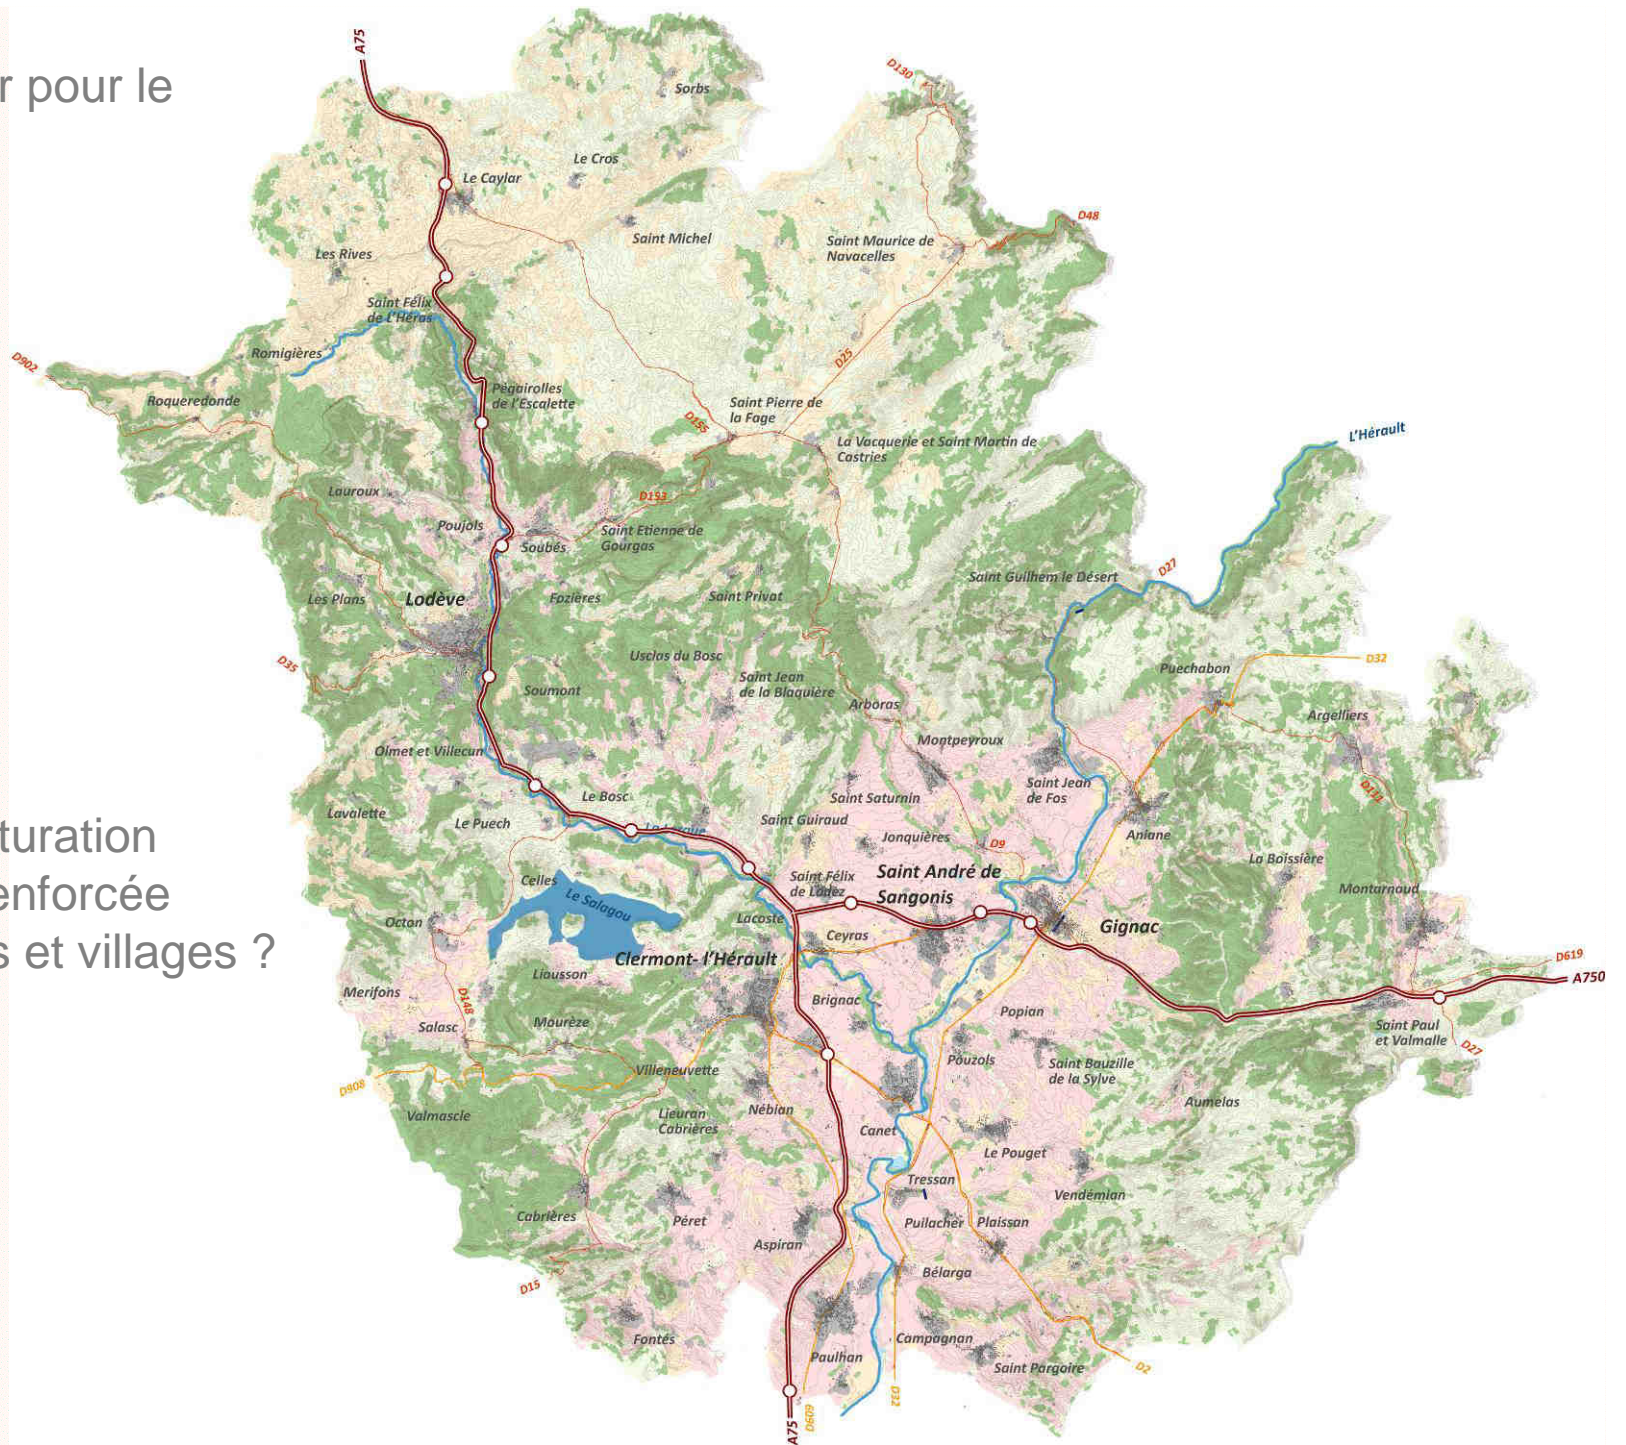 r pour le
turation
enforcée
s et villages ?
A75
Sorbs
D130
Le Cros
Le Caylar
Saint Michel
D48
Saint Maurice de
Navacelles
Les Rives
Saint Félix
de L'Héras
Romigières
D902
D25
Roqueredonde
Pégairolles
de l'Escalette
Saint Pierre de
la Fage
D155
L'Hérault
La Vacquerie et Saint Martin de
Castries
Lauroux
D153
Poujols
Soubés
Saint Etienne de
Gourgas
D27
Saint Guilhem le Désert
Les Plans
Lodève
Fozières
Saint Privat
D35
Usclas du Bosc
D32
Puechabon
Soumont
Saint Jean
de la Blaquière
Arboras
Argelliers
Olmet et Villecun
Montpeyroux
Saint Jean
de Fos
D111
Le Bosc
Saint Saturnin
Lavalette
Le Puech
La Lergue
Saint Guiraud
Jonquières
D9
Aniane
La Boissière
Celles
Le Salagou
Saint Félix
de Lodez
Saint André de
Sangonis
Montarnaud
Octon
Lacoste
Ceyras
Gignac
Clermont- l'Hérault
D619
A750
Liausson
Merifons
D148
Brignac
Popian
Salasc
Mourèze
Saint Paul
et Valmalle
D27
Pouzols
Saint Bauzille
de la Sylve
Villeneuvette
D908
Valmascle
Lieuran
Cabrières
Nébian
Aumelas
Canet
Le Pouget
Tressan
Vendémian
Cabrières
Péret
Puilacher
Plaissan
Aspiran
Bélarga
D15
Fontés
Campagnan
Paulhan
Saint Pargoire
D2
D32
D609
A75